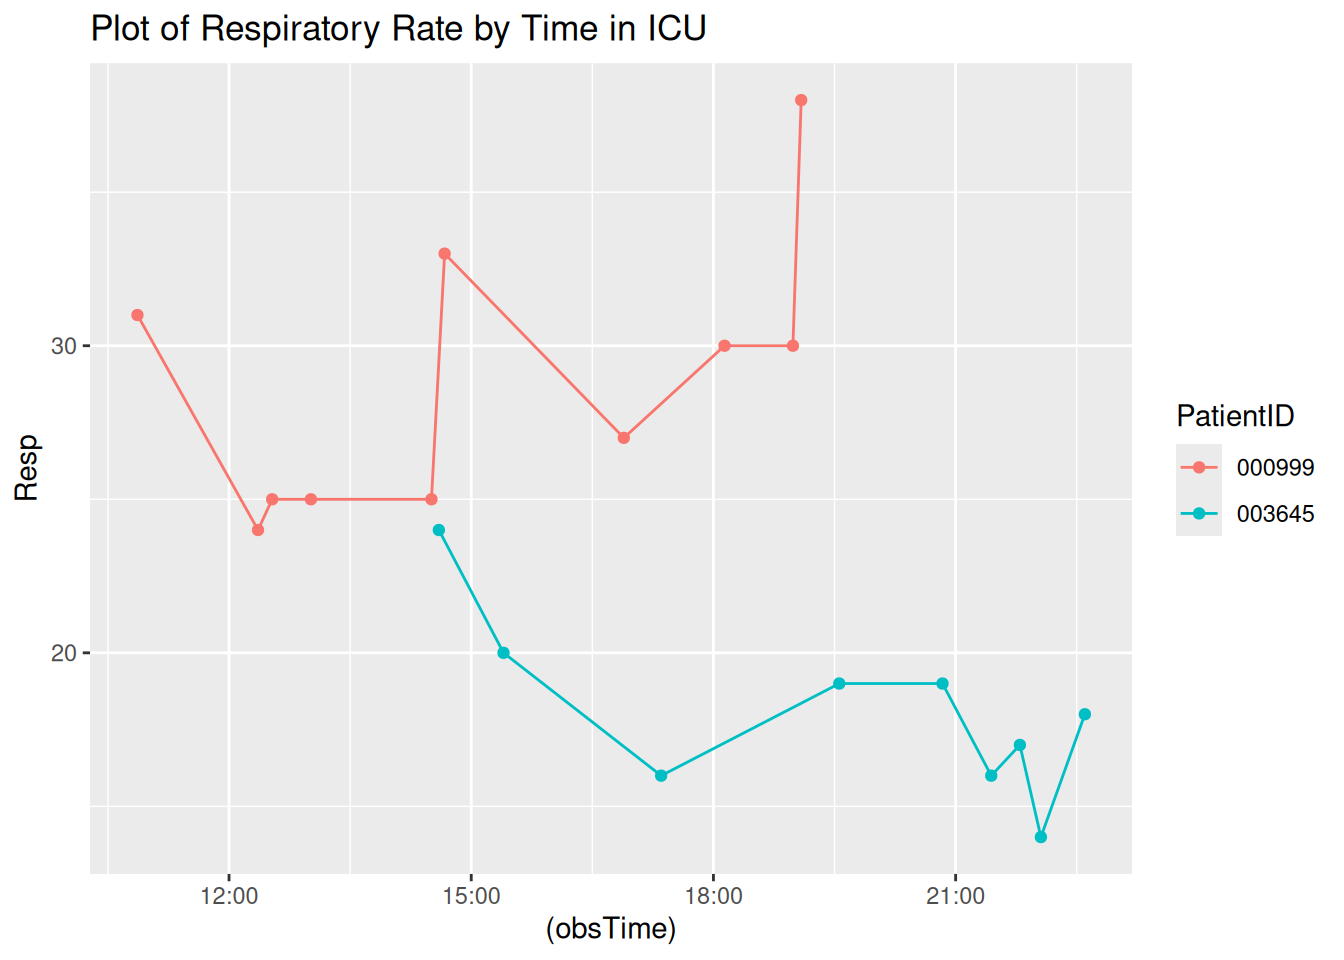 Plot of Respiratory Rate by Time in ICU
Resp
30
20
12:00 15:00 18:00 21:00
(obsTime)
PatientID
000999
003645